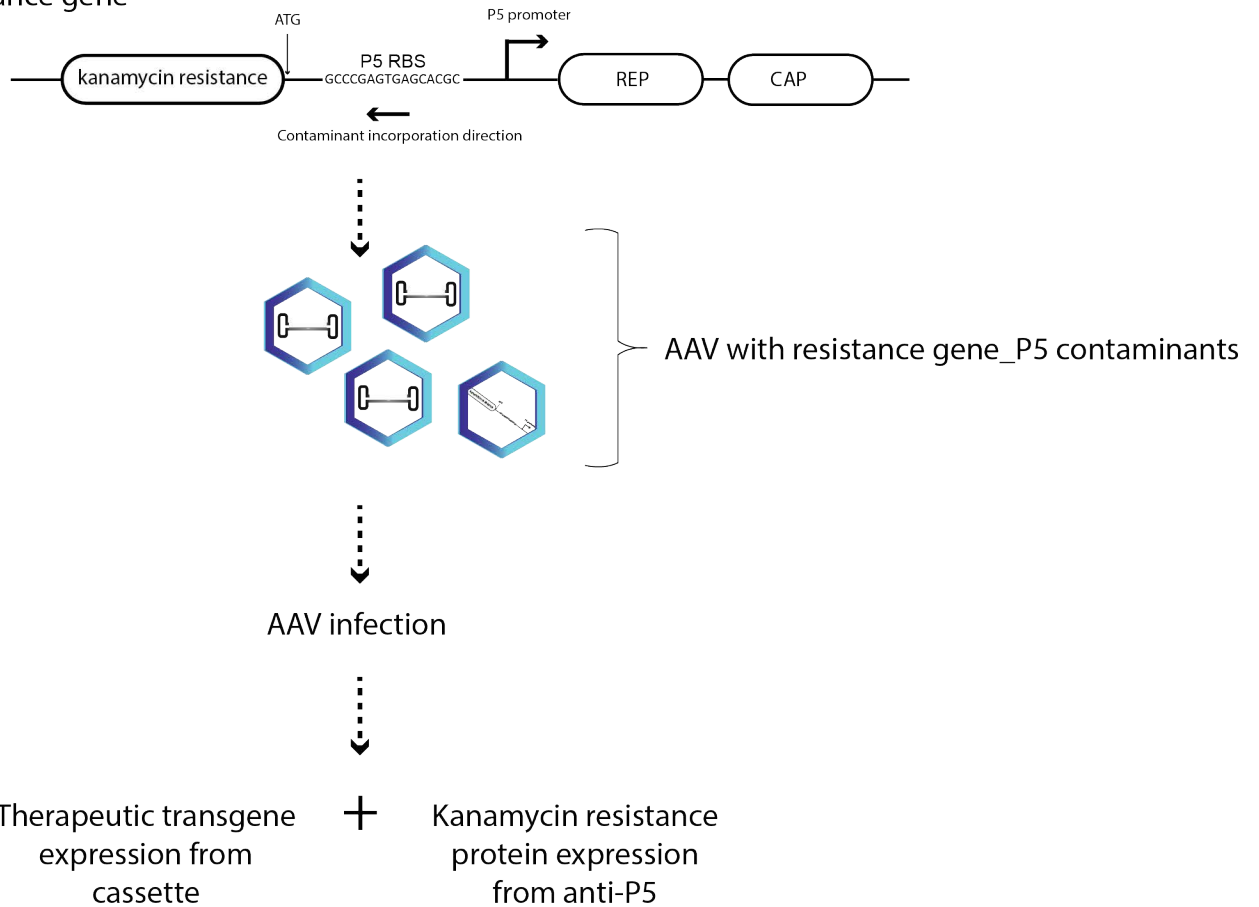 gene
ATG
P5 promoter
kanamycin resistance
P5 RBS
GCCCGAGTGAGCACGC
REP
CAP
Contaminant incorporation direction
AAV with resistance gene_P5 contaminants
AAV infection
Therapeutic transgene
expression from
cassette
+
Kanamycin resistance
protein expression
from anti-P5